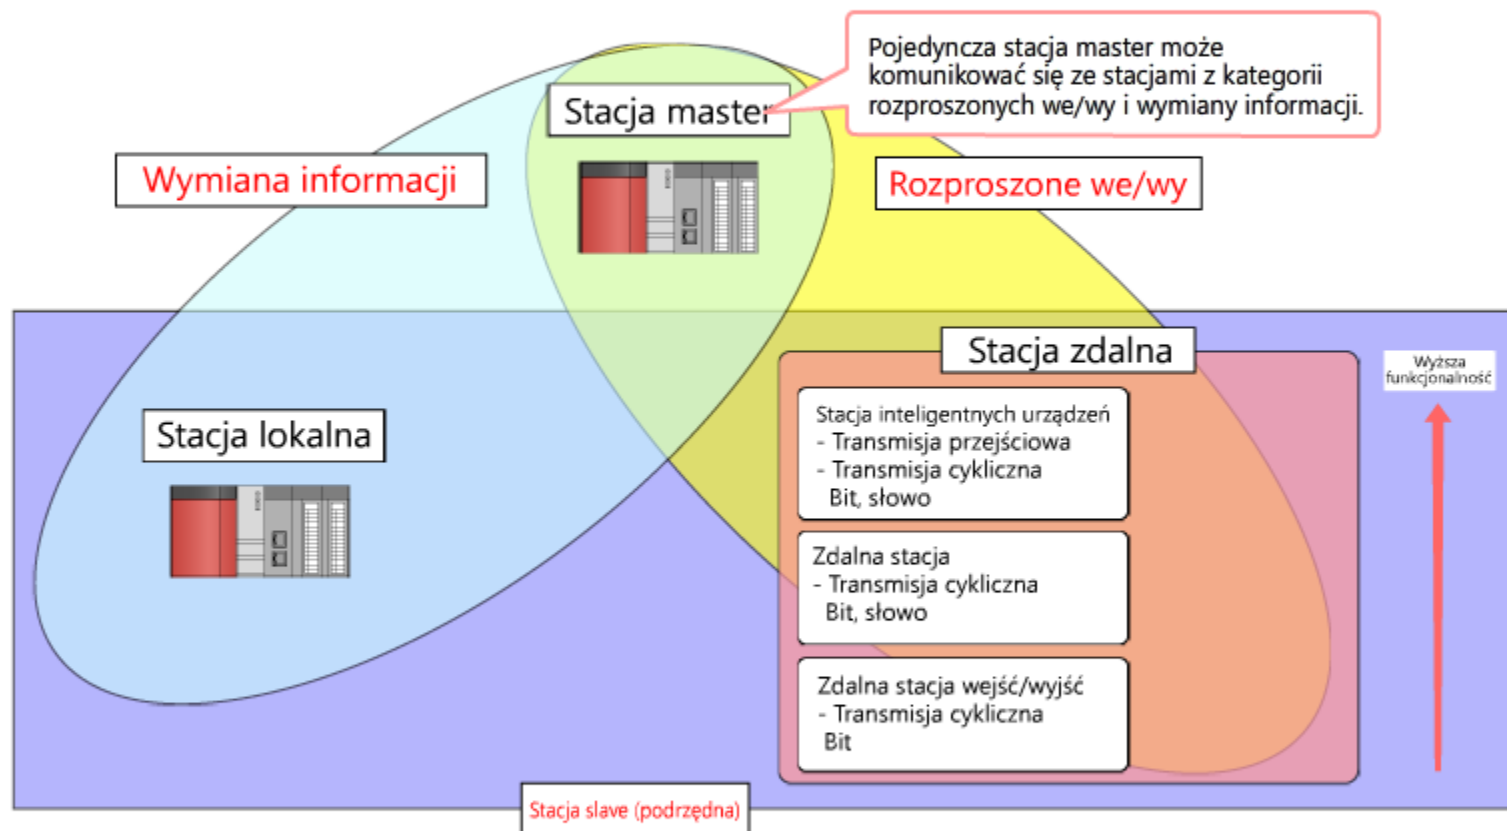 Pojedyncza stacja master może
komunikować się ze stacjami z kategorii
rozproszonych we/wy i wymiany informacji.
Stacja master
Wymiana informacji
Rozproszone we/wy
Stacja zdalna
Wyższa
funkcjonalność
Stacja lokalna
Stacja inteligentnych urządzeń
- Transmisja przejściowa
- Transmisja cykliczna
Bit, słowo
Zdalna stacja
- Transmisja cykliczna
Bit, słowo
Zdalna stacja wejść/wyjść
- Transmisja cykliczna
Bit
Stacja slave (podrzędna)